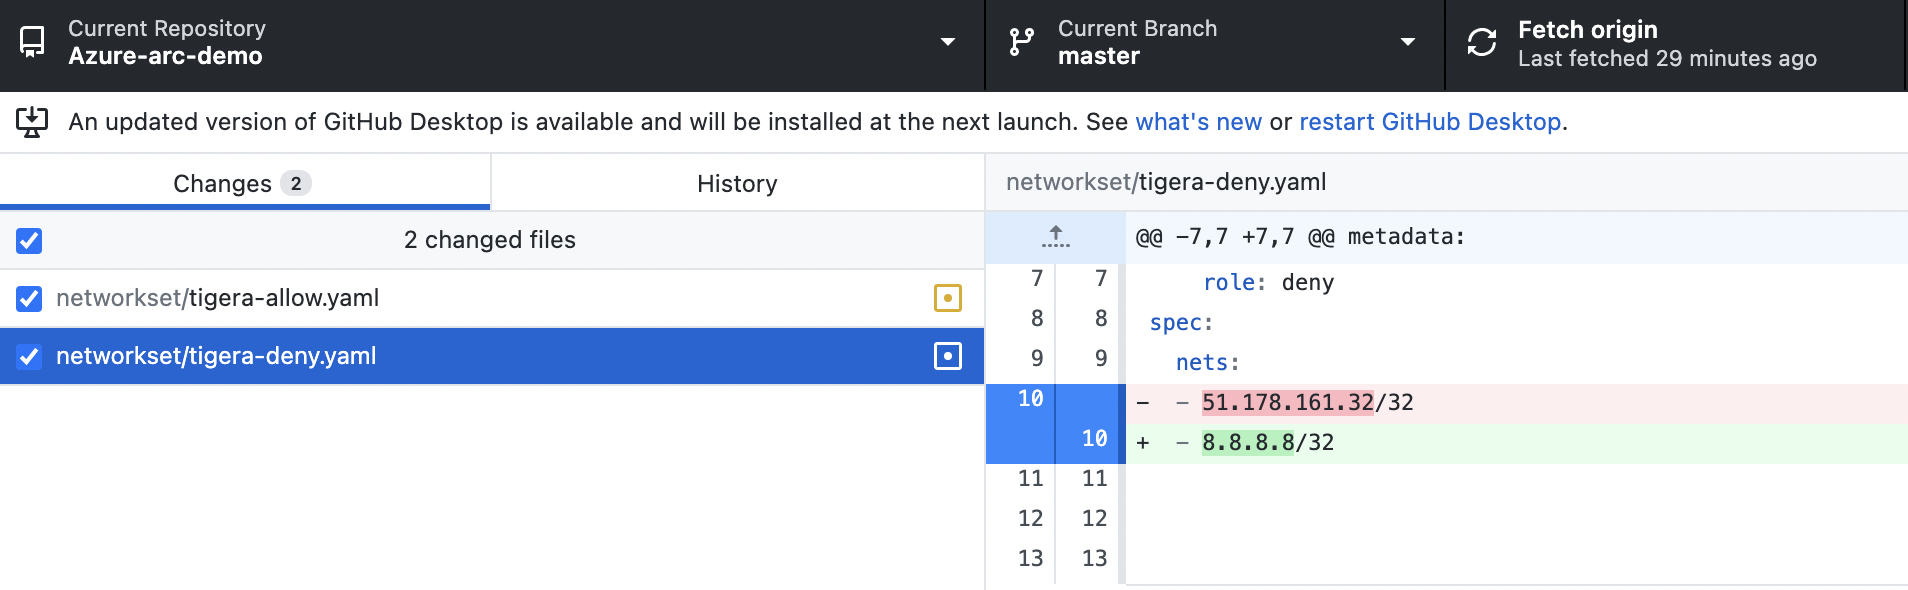 Current Repository
Azure-arc-demo
Current Branch
master
Fetch origin
Last fetched 29 minutes ago
An updated version of GitHub Desktop is available and will be installed at the next launch. See what's new or restart GitHub Desktop.
Changes 2
History
2 changed files
networkset/tigera-allow.yaml
networkset/tigera-deny.yaml
networkset/tigera-deny.yaml
@@ -7,7 +7,7 @@ metadata:
7 7 role: deny
8 8 spec:
9 9 nets:
10 - - 51.178.161.32/32
10 + - 8.8.8.8/32
11 11
12 12
13 13